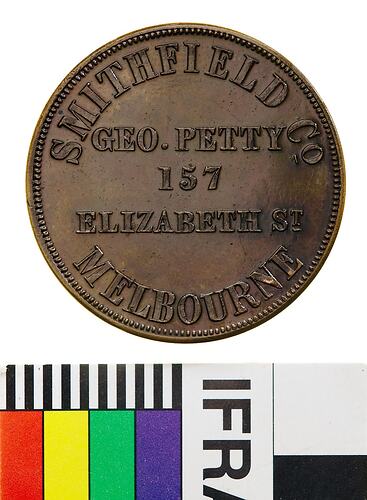 SMITHFIELD Cº
GEO. PETTY
157
ELIZABETH ST
MELBOURNE
IFRA